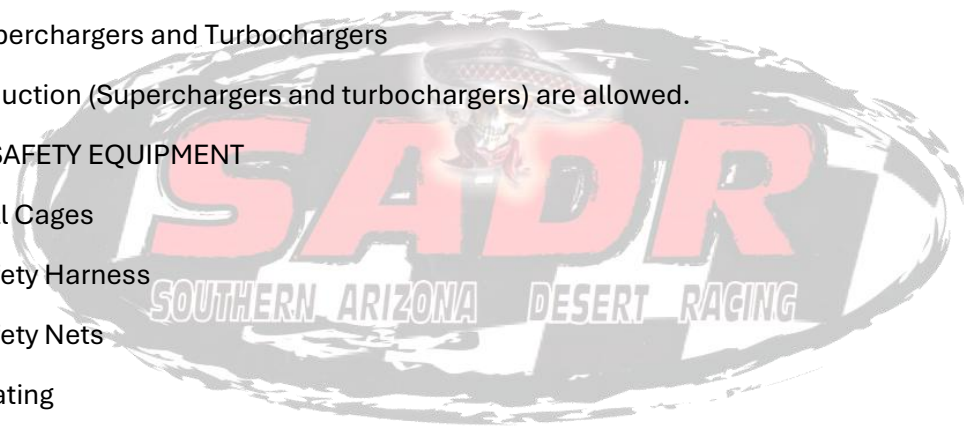 perchargers and Turbochargers
uction (Superchargers and turbochargers) are allowed.
SAFETY EQUIPMENT
l Cages
ety Harness
ety Nets
ating
SADR
SOUTHERN ARIZONA DESERT RACING